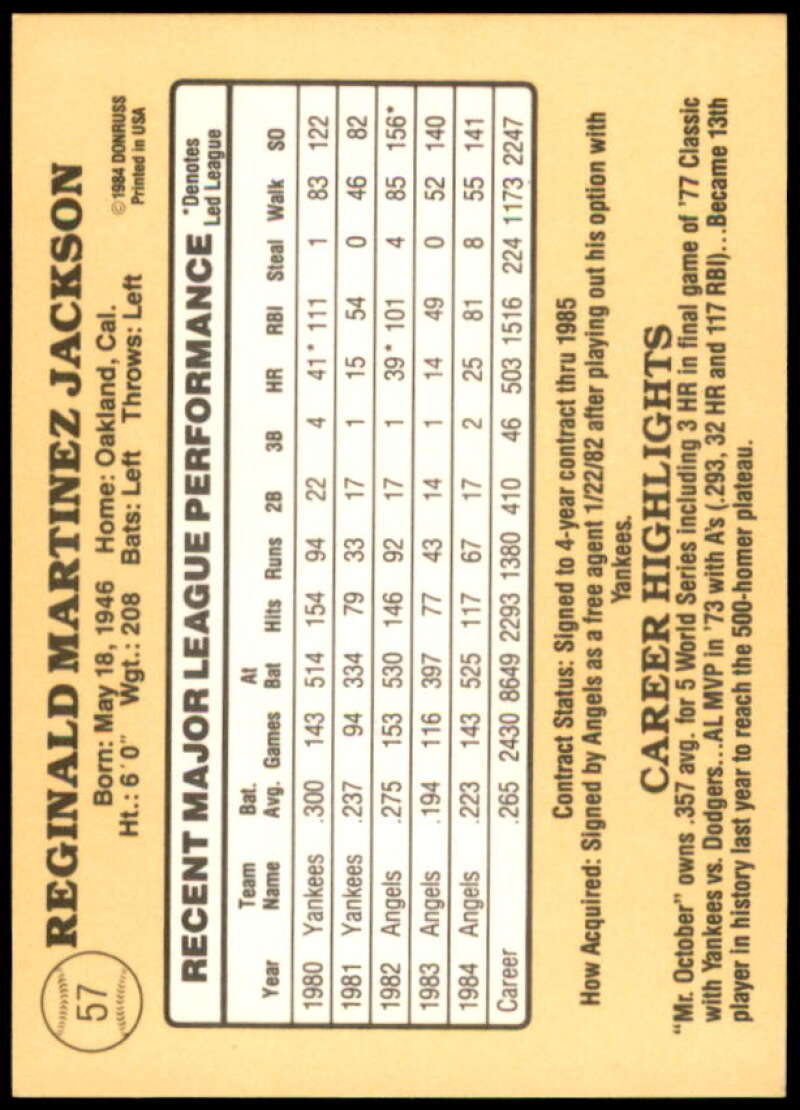 57
REGINALD MARTINEZ JACKSON
Born: May 18, 1946 Home: Oakland, Cal.
Ht.: 6´0" Wgt.: 208 Bats: Left Throws: Left
©1984 DONRUSS
Printed in USA
RECENT MAJOR LEAGUE PERFORMANCE
*Denotes
Led League
Year Team Name Bat. Avg. Games At Bat Hits Runs 2B 3B HR RBI Steal Walk SO
1980 Yankees .300 143 514 154 94 22 4 41* 111 1 83 122
1981 Yankees .237 94 334 79 33 17 1 15 54 0 46 82
1982 Angels .275 153 530 146 92 17 1 39* 101 4 85 156*
1983 Angels .194 116 397 77 43 14 1 14 49 0 52 140
1984 Angels .223 143 525 117 67 17 2 25 81 8 55 141
Career .265 2430 8649 2293 1380 410 46 503 1516 224 1173 2247
Contract Status: Signed to 4-year contract thru 1985
How Acquired: Signed by Angels as a free agent 1/22/82 after playing out his option with
Yankees.
CAREER HIGHLIGHTS
"Mr. October" owns .357 avg. for 5 World Series including 3 HR in final game of '77 Classic
with Yankees vs. Dodgers...AL MVP in '73 with A's (.293, 32 HR and 117 RBI)...Became 13th
player in history last year to reach the 500-homer plateau.